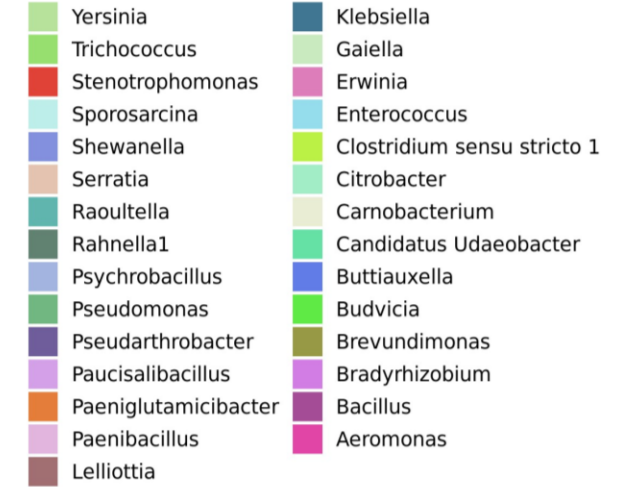 Yersinia
Trichococcus
Stenotrophomonas
Sporosarcina
Shewanella
Serratia
Raoultella
Rahnella1
Psychrobacillus
Pseudomonas
Pseudarthrobacter
Paucisalibacillus
Paeniglutamicibacter
Paenibacillus
Lelliottia
Klebsiella
Gaiella
Erwinia
Enterococcus
Clostridium sensu stricto 1
Citrobacter
Carnobacterium
Candidatus Udaeobacter
Buttiauxella
Budvicia
Brevundimonas
Bradyrhizobium
Bacillus
Aeromonas